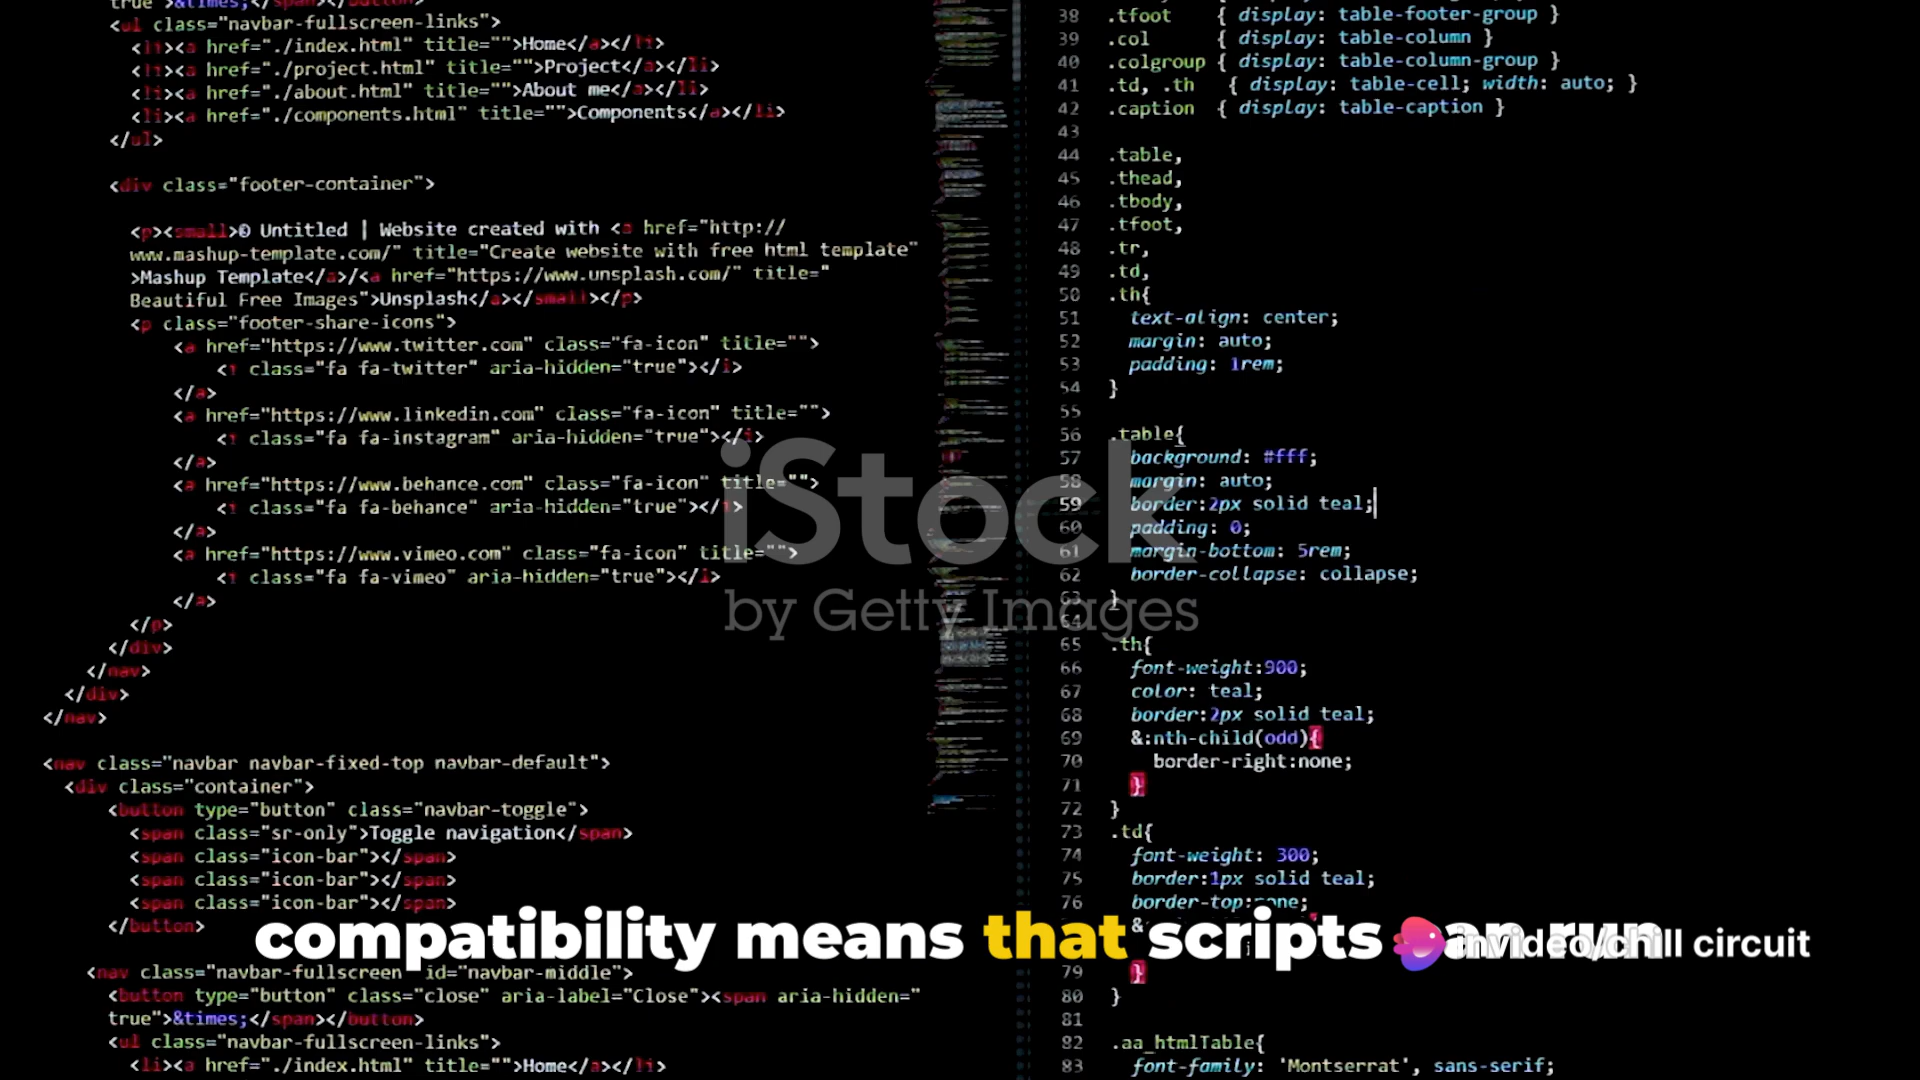 true">&times;</span></button>
<ul class="navbar-fullscreen-links">
<li><a href="./index.html" title="">Home</a></li>
<li><a href="./project.html" title="">Project</a></li>
<li><a href="./about.html" title="">About me</a></li>
<li><a href="./components.html" title="">Components</a></li>
</ul>
<div class="footer-container">
<p><small>© Untitled | Website created with <a href="http://
www.mashup-template.com/" title="Create website with free html template"
>Mashup Template</a>/<a href="https://www.unsplash.com/" title="
Beautiful Free Images">Unsplash</a></small></p>
<p class="footer-share-icons">
<a href="https://www.twitter.com" class="fa-icon" title="">
<i class="fa fa-twitter" aria-hidden="true"></i>
</a>
<a href="https://www.linkedin.com" class="fa-icon" title="">
<i class="fa fa-instagram" aria-hidden="true"></i>
</a>
<a href="https://www.behance.com" class="fa-icon" title="">
<i class="fa fa-behance" aria-hidden="true"></i>
</a>
<a href="https://www.vimeo.com" class="fa-icon" title="">
<i class="fa fa-vimeo" aria-hidden="true"></i>
</a>
</p>
</div>
</nav>
</div>
</nav>
<nav class="navbar navbar-fixed-top navbar-default">
<div class="container">
<button type="button" class="navbar-toggle">
<span class="sr-only">Toggle navigation</span>
<span class="icon-bar"></span>
<span class="icon-bar"></span>
<span class="icon-bar"></span>
</button>
<nav class="navbar-fullscreen" id="navbar-middle">
<button type="button" class="close" aria-label="Close"><span aria-hidden="
true">&times;</span></button>
<ul class="navbar-fullscreen-links">
<li><a href="./index.html" title="">Home</a></li>
38 .tfoot { display: table-footer-group }
39 .col { display: table-column }
40 .colgroup { display: table-column-group }
41 .td, .th { display: table-cell; width: auto; }
42 .caption { display: table-caption }
43
44 .table,
45 .thead,
46 .tbody,
47 .tfoot,
48 .tr,
49 .td,
50 .th{
51 text-align: center;
52 margin: auto;
53 padding: 1rem;
54 }
55
56 .table{
57 background: #fff;
58 margin: auto;
59 border:2px solid teal;
60 padding: 0;
61 margin-bottom: 5rem;
62 border-collapse: collapse;
63 }
64
65 .th{
66 font-weight:900;
67 color: teal;
68 border:2px solid teal;
69 &:nth-child(odd){
70 border-right:none;
71 }
72 }
73 .td{
74 font-weight: 300;
75 border:1px solid teal;
76 border-top:none;
&
79 }
80 }
81
82 .aa_htmlTable{
83 font-family: 'Montserrat', sans-serif;
iStock
by Getty Images
compatibility means that scripts can run
invideo/chill circuit